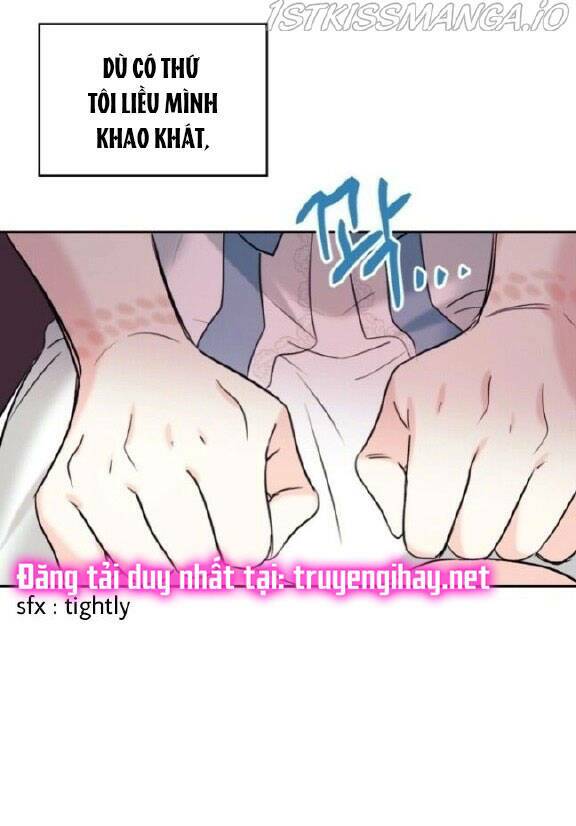 1STKISSMANGA.IO
DÙ CÓ THỨ
TÔI LIỀU MÌNH
KHAO KHÁT,
꽈...
Đăng tải duy nhất tại: truyengihay.net
sfx : tightly